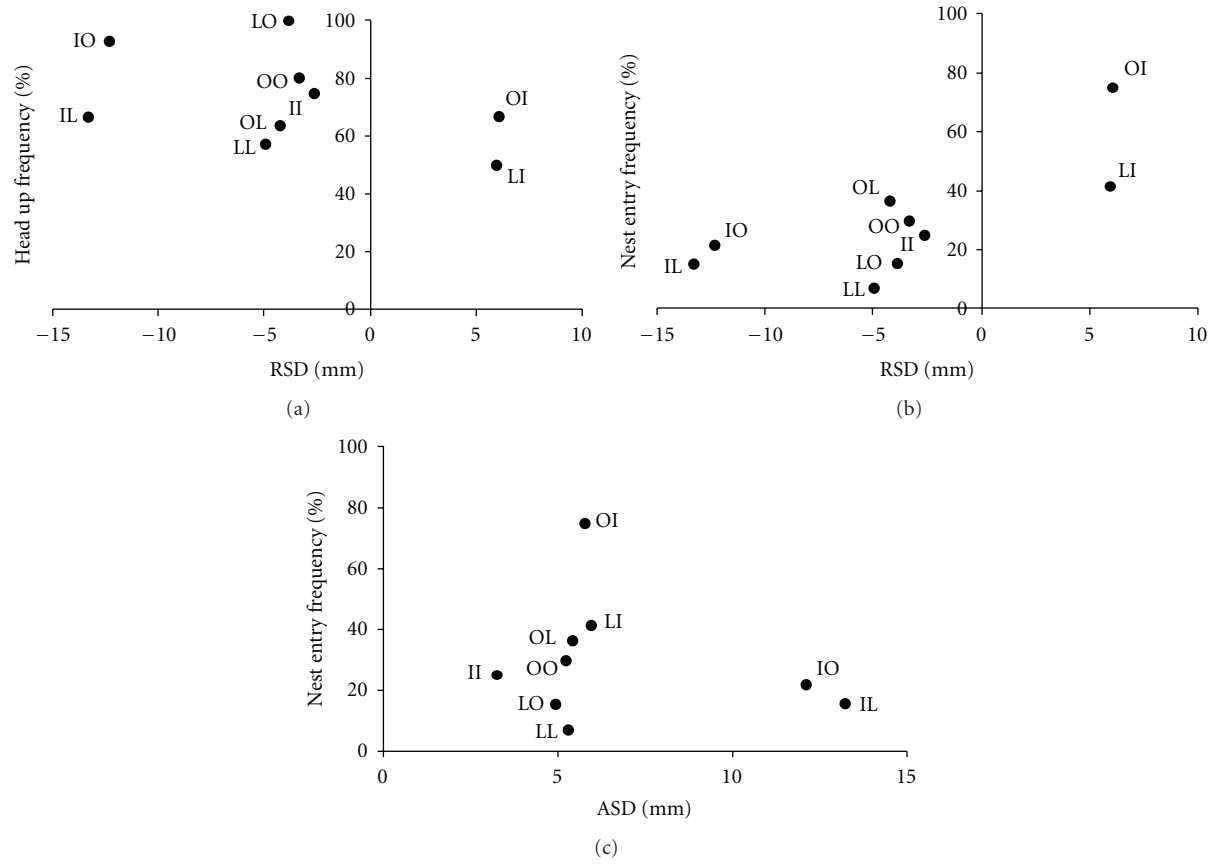 Head up frequency (%)
100
80
60
40
20
0
LO
IO
OO
II
IL
OL
LL
OI
LI
−15
−10
−5
0
5
10
RSD (mm)
(a)
Nest entry frequency (%)
100
80
60
40
20
0
OI
LI
OL
OO
IO
II
IL
LO
LL
−15
−10
−5
0
5
10
RSD (mm)
(b)
Nest entry frequency (%)
100
80
60
40
20
0
OI
LI
OL
OO
II
IO
LO
IL
LL
0
5
10
15
ASD (mm)
(c)